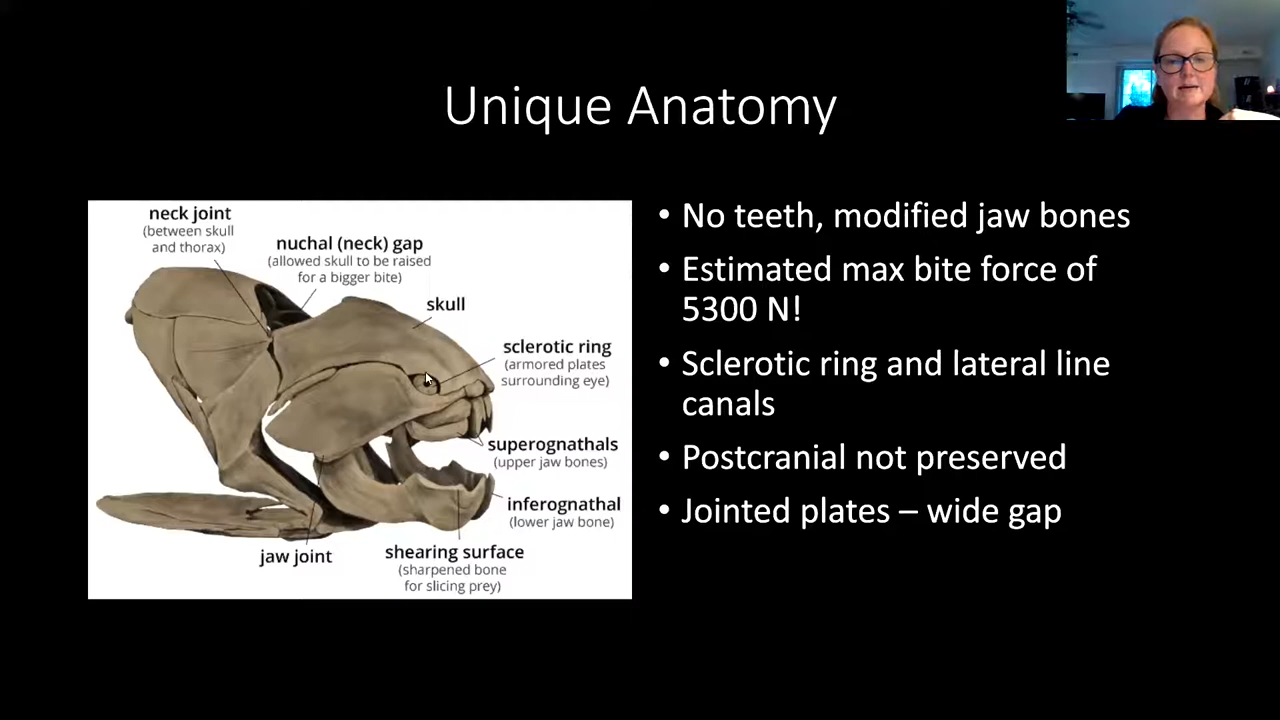 Unique Anatomy
neck joint
(between skull
and thorax)
nuchal (neck) gap
(allowed skull to be raised
for a bigger bite)
skull
sclerotic ring
(armored plates
surrounding eye)
superognathals
(upper jaw bones)
inferognathal
(lower jaw bone)
jaw joint
shearing surface
(sharpened bone
for slicing prey)
• No teeth, modified jaw bones
• Estimated max bite force of
5300 N!
• Sclerotic ring and lateral line
canals
• Postcranial not preserved
• Jointed plates – wide gap